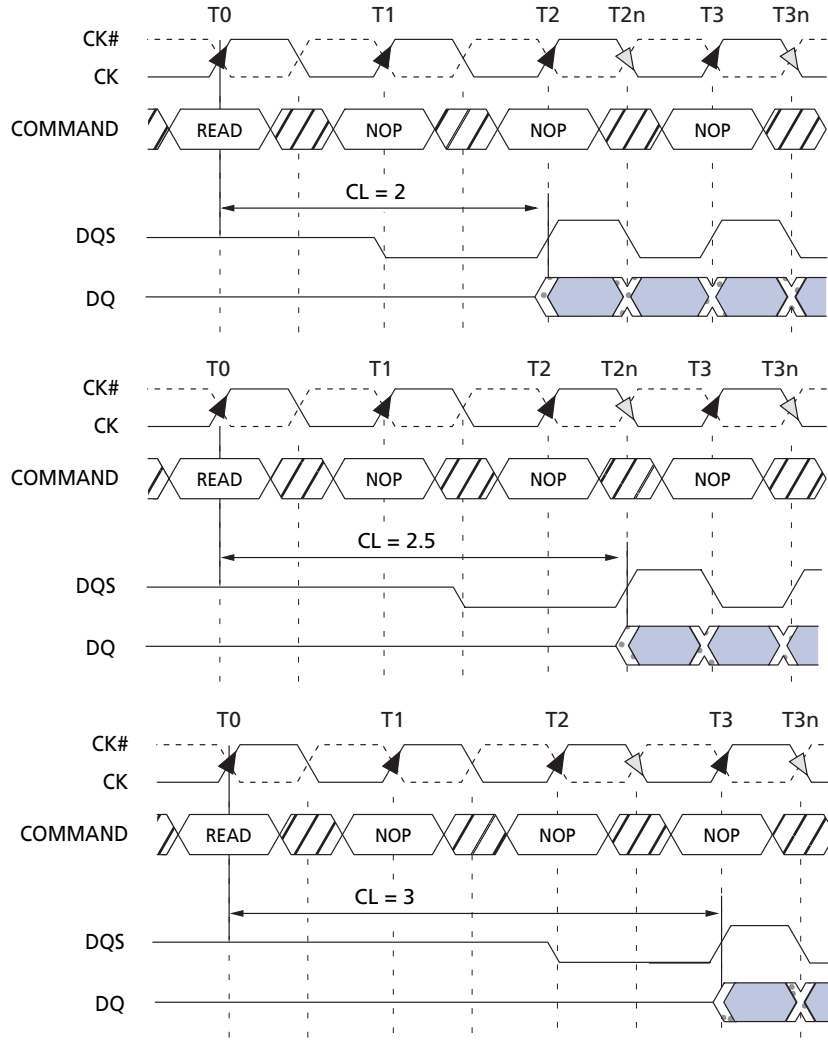 T0 T1 T2 T2n T3 T3n
CK#
CK
COMMAND READ NOP NOP NOP
CL = 2
DQS
DQ
T0 T1 T2 T2n T3 T3n
CK#
CK
COMMAND READ NOP NOP NOP
CL = 2.5
DQS
DQ
T0 T1 T2 T3 T3n
CK#
CK
COMMAND READ NOP NOP NOP
CL = 3
DQS
DQ